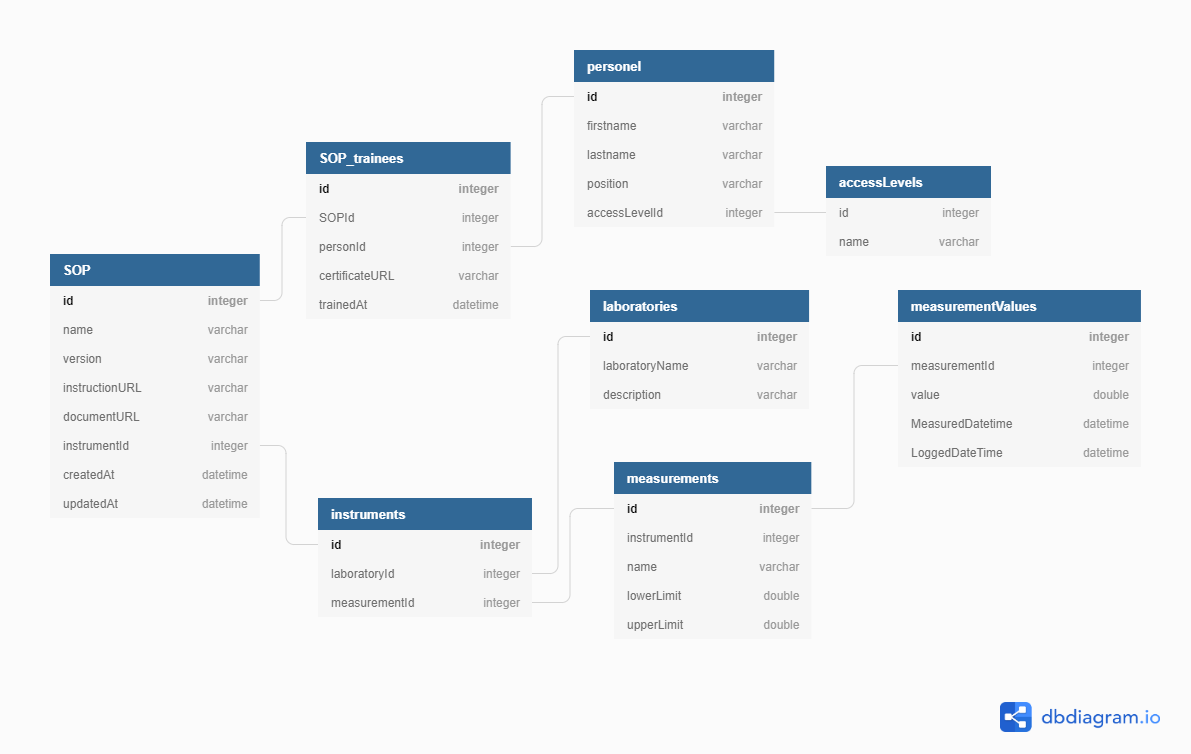 personel
id integer
firstname varchar
lastname varchar
position varchar
accessLevelId integer
SOP_trainees
id integer
SOPId integer
personId integer
certificateURL varchar
trainedAt datetime
accessLevels
id integer
name varchar
SOP
id integer
name varchar
version varchar
instructionURL varchar
documentURL varchar
instrumentId integer
createdAt datetime
updatedAt datetime
laboratories
id integer
laboratoryName varchar
description varchar
measurementValues
id integer
measurementId integer
value double
MeasuredDatetime datetime
LoggedDateTime datetime
instruments
id integer
laboratoryId integer
measurementId integer
measurements
id integer
instrumentId integer
name varchar
lowerLimit double
upperLimit double
dbdiagram.io